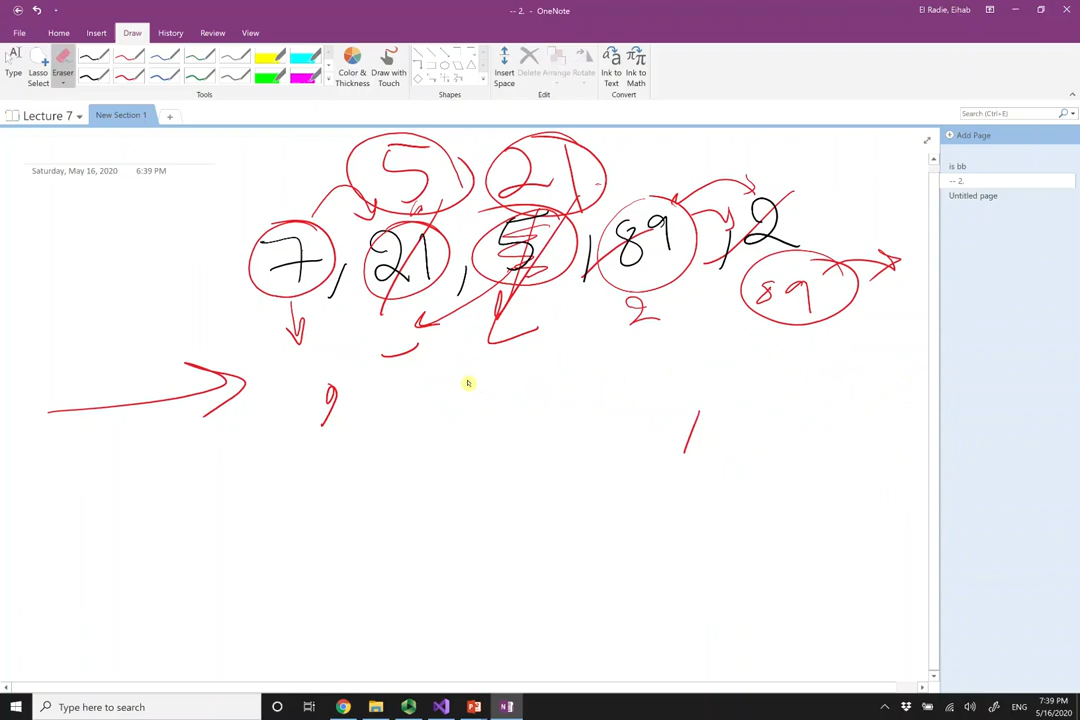 -- 2. - OneNote
El Radie, Eihab
File Home Insert Draw History Review View
Type
Lasso Select
Eraser
Color & Thickness
Draw with Touch
Insert Space
Delete
Arrange
Rotate
Ink to Text
Ink to Math
Tools
Shapes
Edit
Convert
Lecture 7
New Section 1
Search (Ctrl+E)
Add Page
is bb
-- 2.
Untitled page
Saturday, May 16, 2020 6:39 PM
5 21
7, 21, 5, 89, 2
89
2
Type here to search
ENG
7:39 PM
5/16/2020